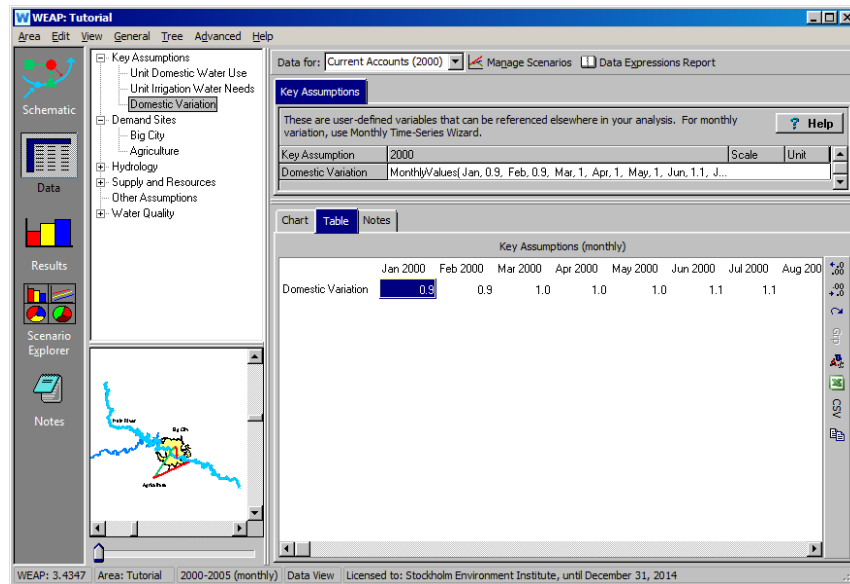 WEAP: Tutorial
Area Edit View General Tree Advanced Help
Schematic
Data
Results
Scenario
Explorer
Notes
Key Assumptions
Unit Domestic Water Use
Unit Irrigation Water Needs
Domestic Variation
Demand Sites
Big City
Agriculture
Hydrology
Supply and Resources
Other Assumptions
Water Quality
Big City
Agriculture
Data for: Current Accounts (2000) Manage Scenarios Data Expressions Report
Key Assumptions
These are user-defined variables that can be referenced elsewhere in your analysis. For monthly
variation, use Monthly Time-Series Wizard.
? Help
Key Assumption 2000 Scale Unit
Domestic Variation MonthlyValues( Jan, 0.9, Feb, 0.9, Mar, 1, Apr, 1, May, 1, Jun, 1.1, J...
Chart Table Notes
Key Assumptions (monthly)
Jan 2000 Feb 2000 Mar 2000 Apr 2000 May 2000 Jun 2000 Jul 2000 Aug 200
Domestic Variation 0.9 0.9 1.0 1.0 1.0 1.1 1.1
Grp
CSV
WEAP: 3.4347 Area: Tutorial 2000-2005 (monthly) Data View Licensed to: Stockholm Environment Institute, until December 31, 2014